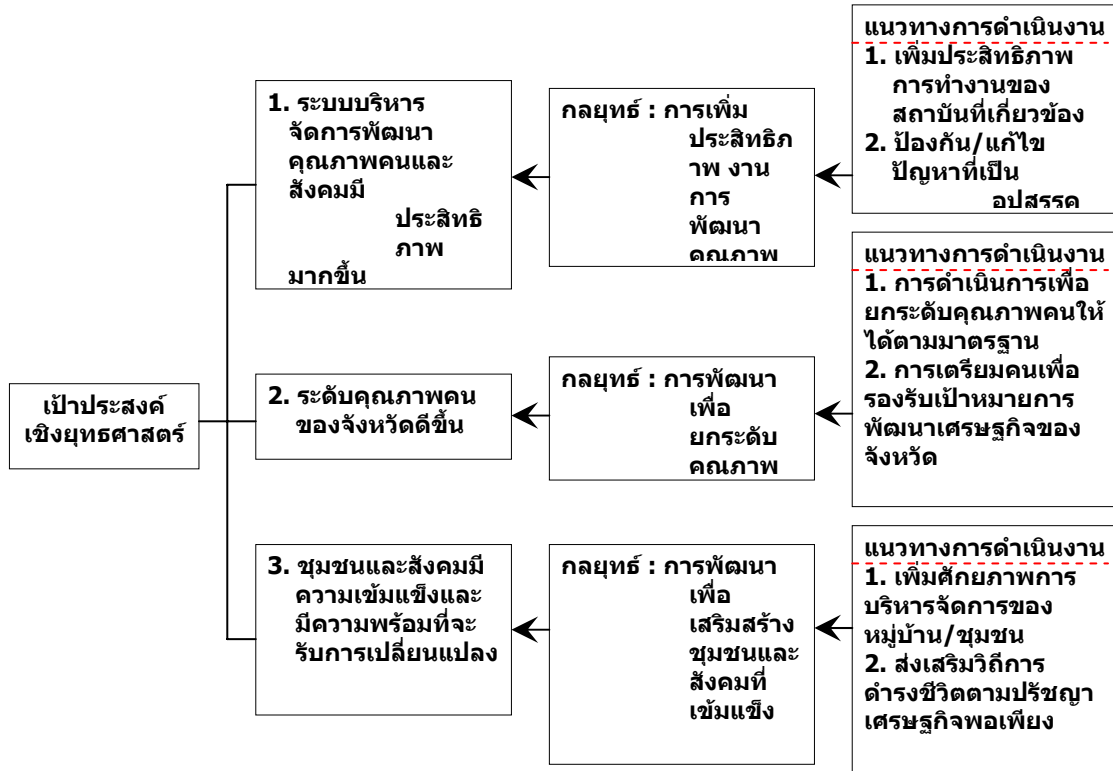 เป้าประสงค์
เชิงยุทธศาสตร์
1. ระบบบริหาร
จัดการพัฒนา
คุณภาพคนและ
สังคมมี
ประสิทธิ
ภาพ
มากขึ้น
กลยุทธ์ : การเพิ่ม
ประสิทธิภ
าพ งาน
การ
พัฒนา
คุณภาพ
แนวทางการดำเนินงาน
1. เพิ่มประสิทธิภาพ
การทำงานของ
สถาบันที่เกี่ยวข้อง
2. ป้องกัน/แก้ไข
ปัญหาที่เป็น
อุปสรรค
2. ระดับคุณภาพคน
ของจังหวัดดีขึ้น
กลยุทธ์ : การพัฒนา
เพื่อ
ยกระดับ
คุณภาพ
แนวทางการดำเนินงาน
1. การดำเนินการเพื่อ
ยกระดับคุณภาพคนให้
ได้ตามมาตรฐาน
2. การเตรียมคนเพื่อ
รองรับเป้าหมายการ
พัฒนาเศรษฐกิจของ
จังหวัด
3. ชุมชนและสังคมมี
ความเข้มแข็งและ
มีความพร้อมที่จะ
รับการเปลี่ยนแปลง
กลยุทธ์ : การพัฒนา
เพื่อ
เสริมสร้าง
ชุมชนและ
สังคมที่
เข้มแข็ง
แนวทางการดำเนินงาน
1. เพิ่มศักยภาพการ
บริหารจัดการของ
หมู่บ้าน/ชุมชน
2. ส่งเสริมวิถีการ
ดำรงชีวิตตามปรัชญา
เศรษฐกิจพอเพียง